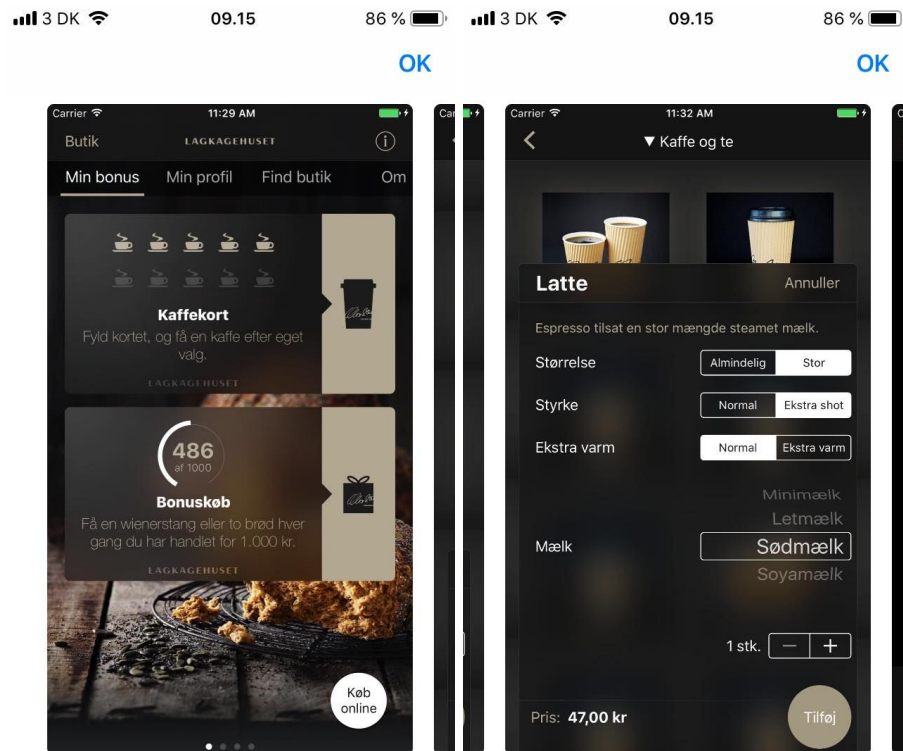 3 DK 09.15 86 %
OK
Carrier 11:29 AM
Butik LAGKAGEHUSET i
Min bonus Min profil Find butik Om
Kaffekort
Fyld kortet, og få en kaffe efter eget
valg.
LAGKAGEHUSET
486
af 1000
Bonuskøb
Få en wienerstang eller to brød hver
gang du har handlet for 1.000 kr.
LAGKAGEHUSET
Køb
online
3 DK 09.15 86 %
OK
Carrier 11:32 AM
▼ Kaffe og te
Latte Annuller
Espresso tilsat en stor mængde steamet mælk.
Størrelse Almindelig Stor
Styrke Normal Ekstra shot
Ekstra varm Normal Ekstra varm
Minimælk
Letmælk
Mælk Sødmælk
Soyamælk
1 stk. — +
Pris: 47,00 kr Tilføj